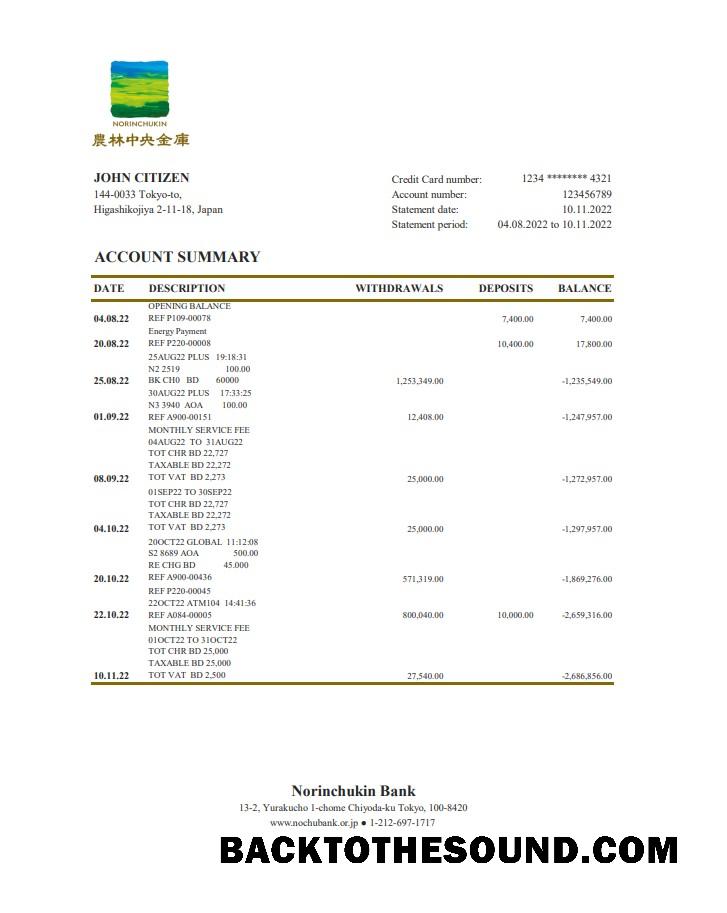 NORINCHUKIN
農林中央金庫
JOHN CITIZEN
144-0033 Tokyo-to,
Higashikojiya 2-11-18, Japan
Credit Card number: 1234 ******** 4321
Account number: 123456789
Statement date: 10.11.2022
Statement period: 04.08.2022 to 10.11.2022
ACCOUNT SUMMARY
DATE DESCRIPTION WITHDRAWALS DEPOSITS BALANCE
OPENING BALANCE
04.08.22 REF P109-00078 7,400.00 7,400.00
Energy Payment
20.08.22 REF P220-00008 10,400.00 17,800.00
25AUG22 PLUS 19:18:31
N2 2519 100.00
25.08.22 BK CH0 BD 60000 1,253,349.00 -1,235,549.00
30AUG22 PLUS 17:33:25
N3 3940 AOA 100.00
01.09.22 REF A900-00151 12,408.00 -1,247,957.00
MONTHLY SERVICE FEE
04AUG22 TO 31AUG22
TOT CHR BD 22,727
TAXABLE BD 22,272
08.09.22 TOT VAT BD 2,273 25,000.00 -1,272,957.00
01SEP22 TO 30SEP22
TOT CHR BD 22,727
TAXABLE BD 22,272
04.10.22 TOT VAT BD 2,273 25,000.00 -1,297,957.00
20OCT22 GLOBAL 11:12:08
S2 8689 AOA 500.00
RE CHG BD 45.000
20.10.22 REF A900-00436 571,319.00 -1,869,276.00
REF P220-00045
22OCT22 ATM104 14:41:36
22.10.22 REF A084-00005 800,040.00 10,000.00 -2,659,316.00
MONTHLY SERVICE FEE
01OCT22 TO 31OCT22
TOT CHR BD 25,000
TAXABLE BD 25,000
10.11.22 TOT VAT BD 2,500 27,540.00 -2,686,856.00
Norinchukin Bank
13-2, Yurakucho 1-chome Chiyoda-ku Tokyo, 100-8420
www.nochubank.or.jp ● 1-212-697-1717
BACKTOTHESOUND.COM